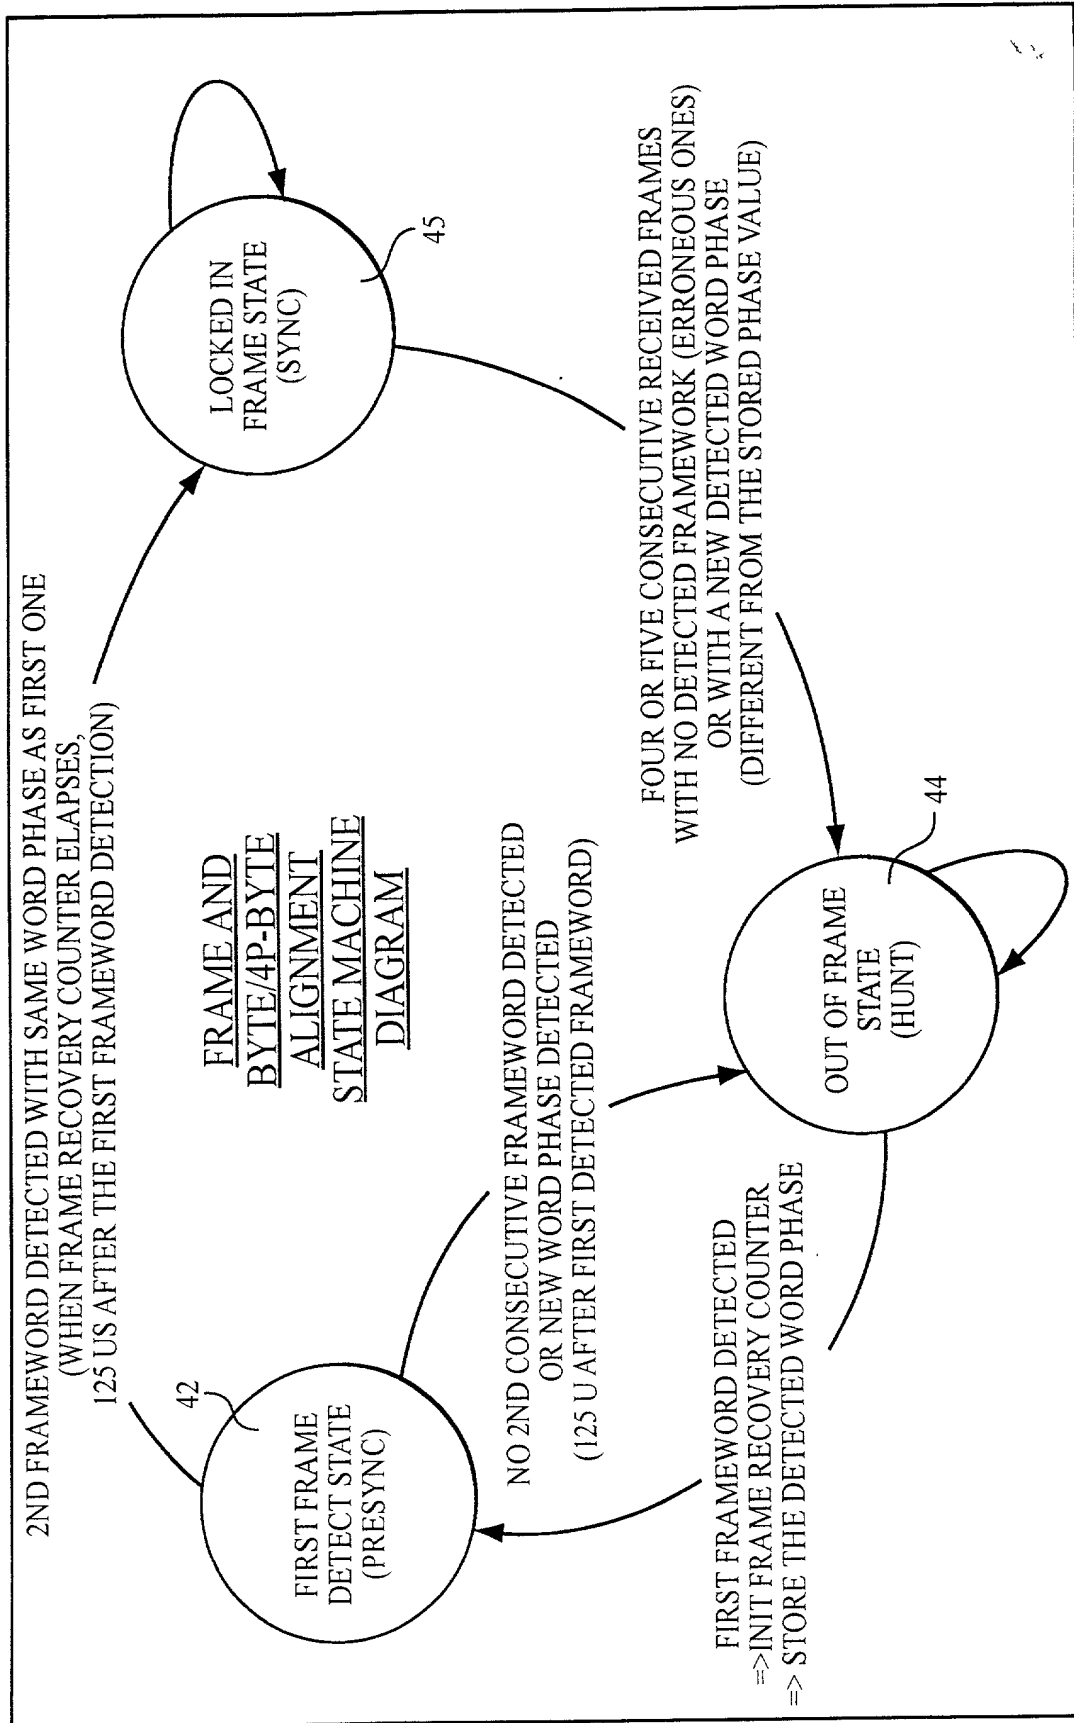 2ND FRAMEWORD DETECTED WITH SAME WORD PHASE AS FIRST ONE
(WHEN FRAME RECOVERY COUNTER ELAPSES,
125 US AFTER THE FIRST FRAMEWORD DETECTION)
42
FIRST FRAME
DETECT STATE
(PRESYNC)
FRAME AND
BYTE/4P-BYTE
ALIGNMENT
STATE MACHINE
DIAGRAM
LOCKED IN
FRAME STATE
(SYNC)
45
NO 2ND CONSECUTIVE FRAMEWORD DETECTED
OR NEW WORD PHASE DETECTED
(125 U AFTER FIRST DETECTED FRAMEWORD)
FOUR OR FIVE CONSECUTIVE RECEIVED FRAMES
WITH NO DETECTED FRAMEWORK (ERRONEOUS ONES)
OR WITH A NEW DETECTED WORD PHASE
(DIFFERENT FROM THE STORED PHASE VALUE)
FIRST FRAMEWORD DETECTED
=>INIT FRAME RECOVERY COUNTER
=> STORE THE DETECTED WORD PHASE
OUT OF FRAME
STATE
(HUNT)
44